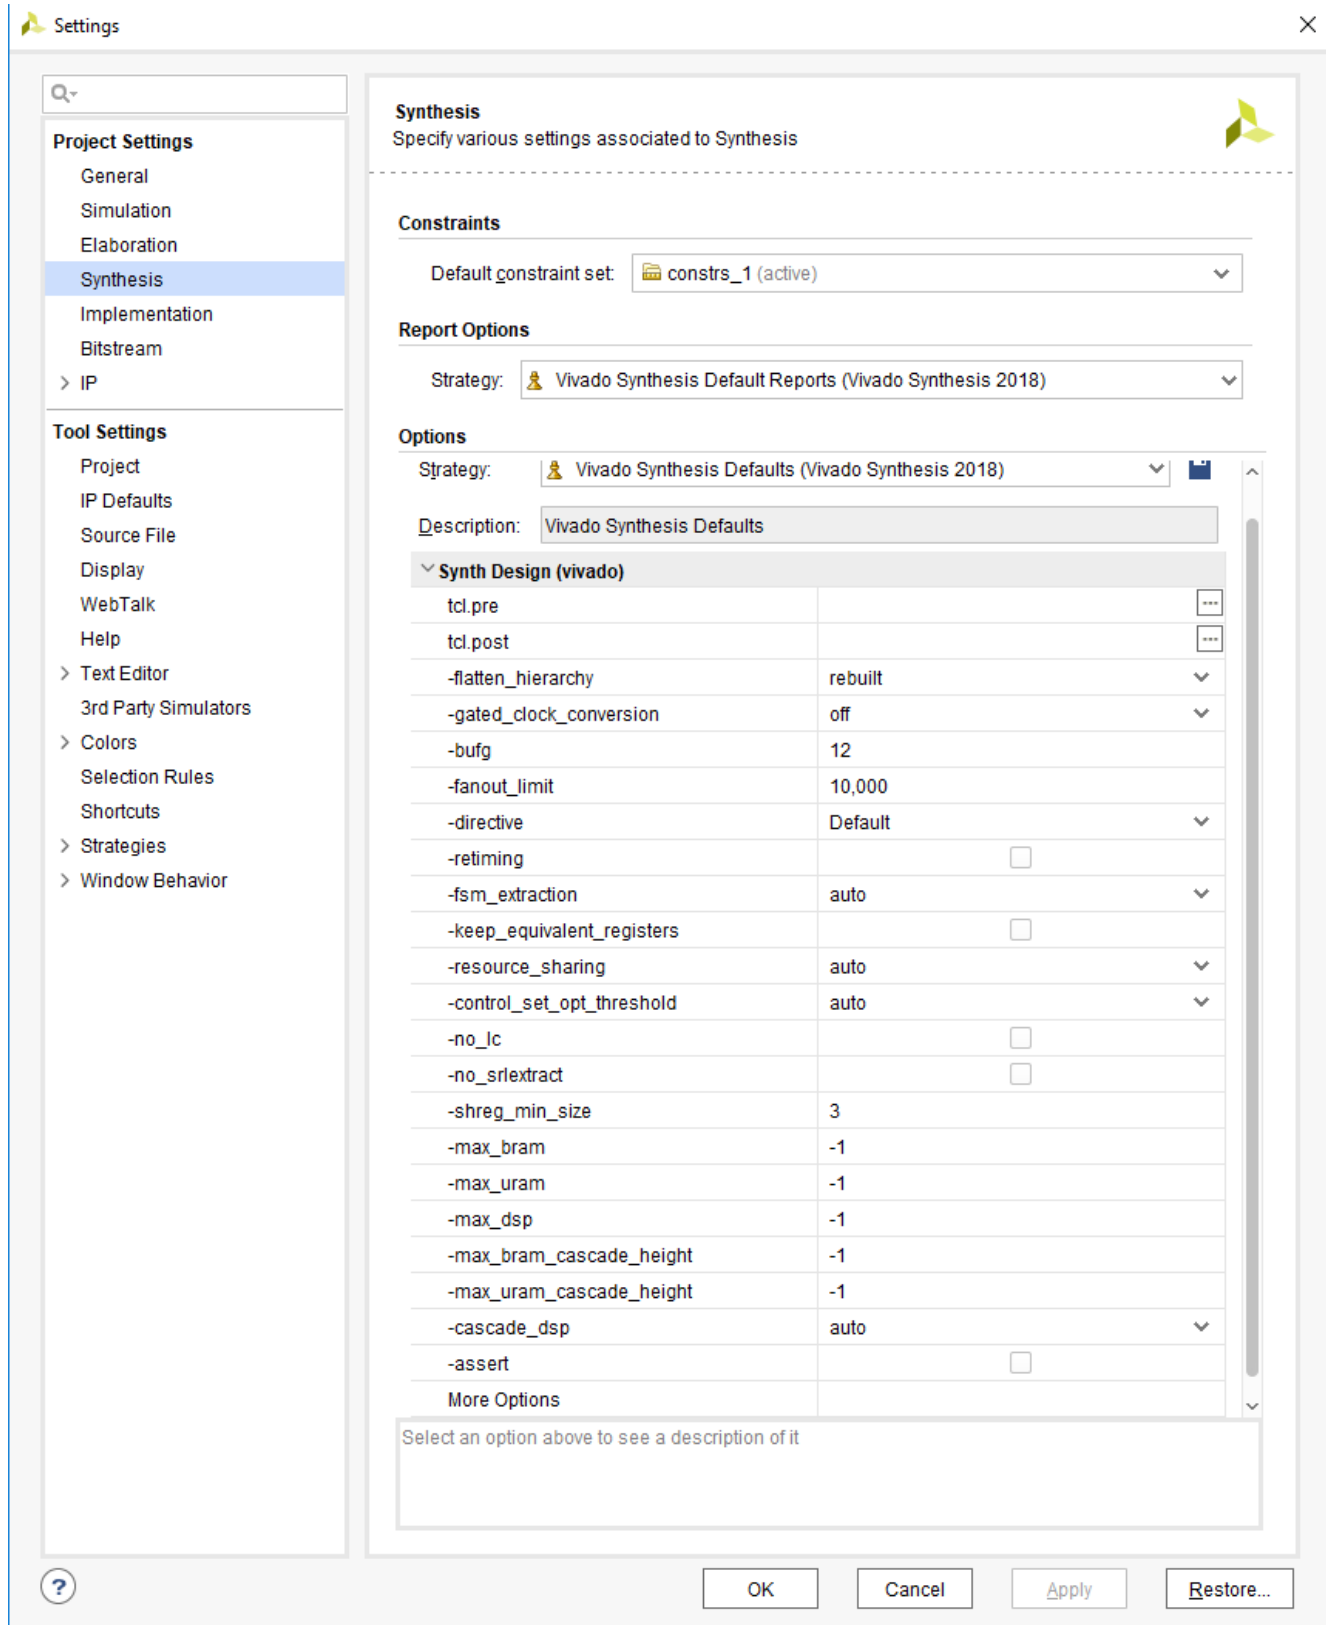 Settings
Project Settings
General
Simulation
Elaboration
Synthesis
Implementation
Bitstream
IP
Tool Settings
Project
IP Defaults
Source File
Display
WebTalk
Help
Text Editor
3rd Party Simulators
Colors
Selection Rules
Shortcuts
Strategies
Window Behavior
Synthesis
Specify various settings associated to Synthesis
Constraints
Default constraint set: constrs_1 (active)
Report Options
Strategy: Vivado Synthesis Default Reports (Vivado Synthesis 2018)
Options
Strategy: Vivado Synthesis Defaults (Vivado Synthesis 2018)
Description: Vivado Synthesis Defaults
Synth Design (vivado)
tcl.pre ...
tcl.post ...
-flatten_hierarchy rebuilt
-gated_clock_conversion off
-bufg 12
-fanout_limit 10,000
-directive Default
-retiming
-fsm_extraction auto
-keep_equivalent_registers
-resource_sharing auto
-control_set_opt_threshold auto
-no_lc
-no_srlextract
-shreg_min_size 3
-max_bram -1
-max_uram -1
-max_dsp -1
-max_bram_cascade_height -1
-max_uram_cascade_height -1
-cascade_dsp auto
-assert
More Options
Select an option above to see a description of it
? OK Cancel Apply Restore...